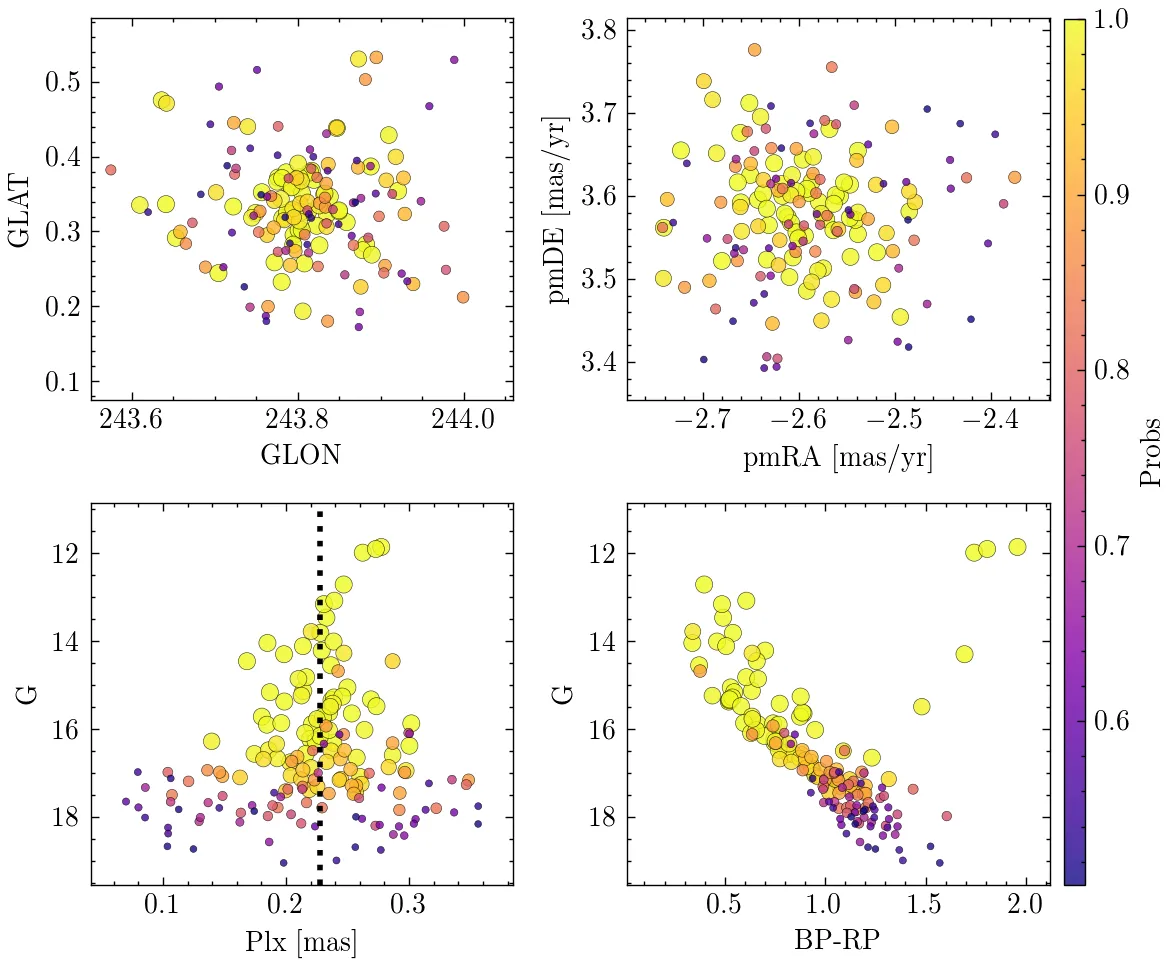 0.5
0.4
0.3
0.2
0.1
GLAT
243.6 243.8 244.0
GLON
3.8
3.7
3.6
3.5
3.4
pmDE [mas/yr]
−2.7 −2.6 −2.5 −2.4
pmRA [mas/yr]
12
14
16
18
G
0.1 0.2 0.3
Plx [mas]
12
14
16
18
G
0.5 1.0 1.5 2.0
BP-RP
1.0
0.9
0.8
0.7
0.6
Probs